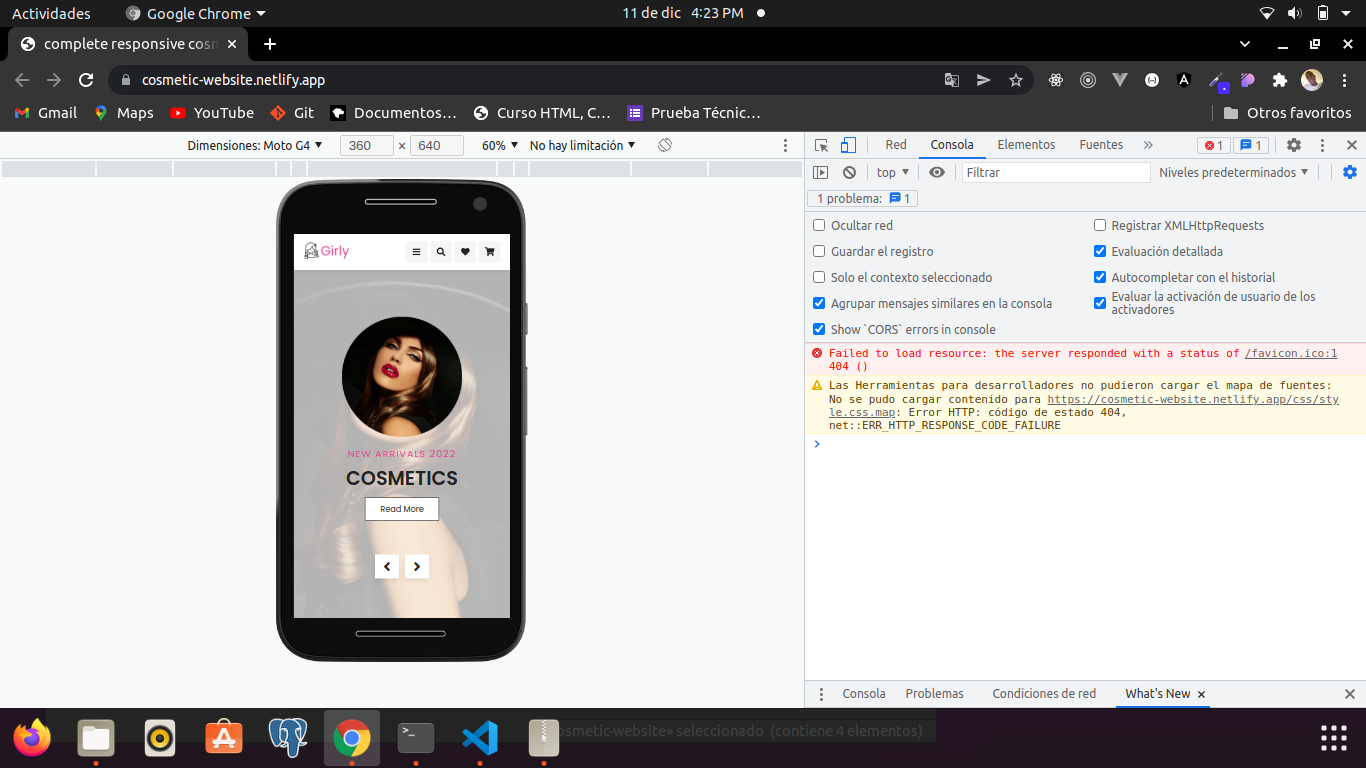 Actividades
Google Chrome
11 de dic 4:23 PM
complete responsive cosm
cosmetic-website.netlify.app
Gmail
Maps
YouTube
Git
Documentos…
Curso HTML, C…
Prueba Técnic…
Otros favoritos
Dimensiones: Moto G4
360 × 640
60%
No hay limitación
Red
Consola
Elementos
Fuentes
»
1
1
top
Filtrar
Niveles predeterminados
1 problema: 1
Ocultar red
Registrar XMLHttpRequests
Guardar el registro
Evaluación detallada
Solo el contexto seleccionado
Autocompletar con el historial
Agrupar mensajes similares en la consola
Evaluar la activación de usuario de los
activadores
Show `CORS` errors in console
Failed to load resource: the server responded with a status of /favicon.ico:1
404 ()
Las Herramientas para desarrolladores no pudieron cargar el mapa de fuentes:
No se pudo cargar contenido para https://cosmetic-website.netlify.app/css/sty
le.css.map: Error HTTP: código de estado 404,
net::ERR_HTTP_RESPONSE_CODE_FAILURE
Girly
NEW ARRIVALS 2022
COSMETICS
Read More
Consola
Problemas
Condiciones de red
What's New
osmetic-website» seleccionado (contiene 4 elementos)